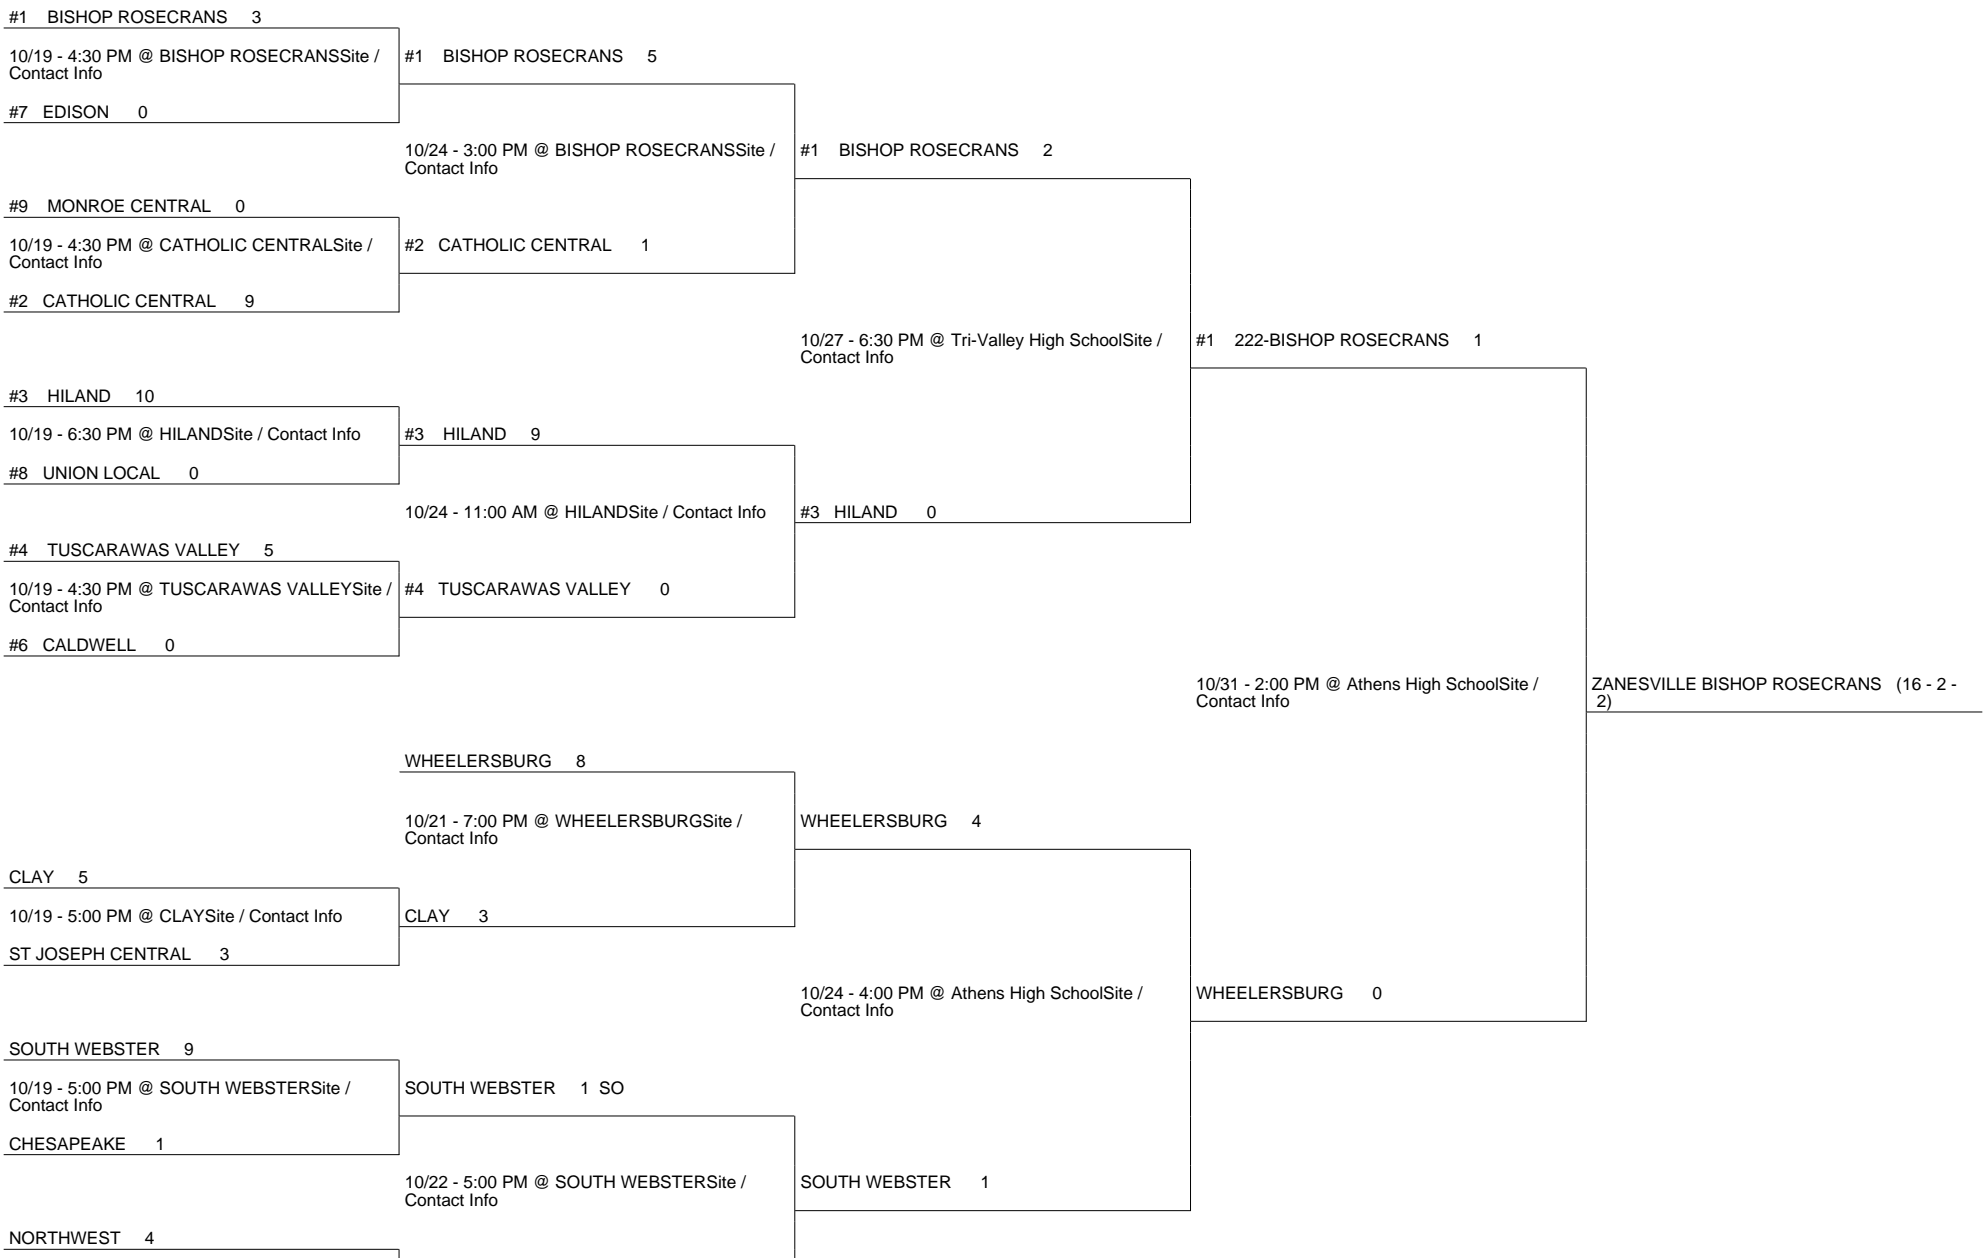 #1 BISHOP ROSECRANS 3
10/19 - 4:30 PM @ BISHOP ROSECRANSSite /
Contact Info
#7 EDISON 0
#1 BISHOP ROSECRANS 5
10/24 - 3:00 PM @ BISHOP ROSECRANSSite /
Contact Info
#9 MONROE CENTRAL 0
10/19 - 4:30 PM @ CATHOLIC CENTRALSite /
Contact Info
#2 CATHOLIC CENTRAL 9
#2 CATHOLIC CENTRAL 1
#1 BISHOP ROSECRANS 2
10/27 - 6:30 PM @ Tri-Valley High SchoolSite /
Contact Info
#3 HILAND 10
10/19 - 6:30 PM @ HILANDSite / Contact Info
#8 UNION LOCAL 0
#3 HILAND 9
10/24 - 11:00 AM @ HILANDSite / Contact Info
#4 TUSCARAWAS VALLEY 5
10/19 - 4:30 PM @ TUSCARAWAS VALLEYSite /
Contact Info
#6 CALDWELL 0
#4 TUSCARAWAS VALLEY 0
#3 HILAND 0
#1 222-BISHOP ROSECRANS 1
10/31 - 2:00 PM @ Athens High SchoolSite /
Contact Info
ZANESVILLE BISHOP ROSECRANS (16 - 2 -
2)
WHEELERSBURG 8
10/21 - 7:00 PM @ WHEELERSBURGSite /
Contact Info
CLAY 5
10/19 - 5:00 PM @ CLAYSite / Contact Info
ST JOSEPH CENTRAL 3
CLAY 3
WHEELERSBURG 4
10/24 - 4:00 PM @ Athens High SchoolSite /
Contact Info
WHEELERSBURG 0
SOUTH WEBSTER 9
10/19 - 5:00 PM @ SOUTH WEBSTERSite /
Contact Info
CHESAPEAKE 1
SOUTH WEBSTER 1 SO
10/22 - 5:00 PM @ SOUTH WEBSTERSite /
Contact Info
SOUTH WEBSTER 1
NORTHWEST 4